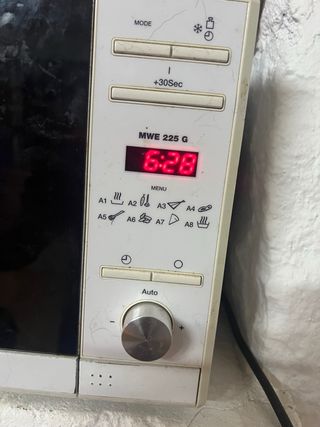 MODE
I
+30Sec
MWE 225 G
6:28
MENU
A1 A2 A3 A4
A5 A6 A7 A8
Auto
- +